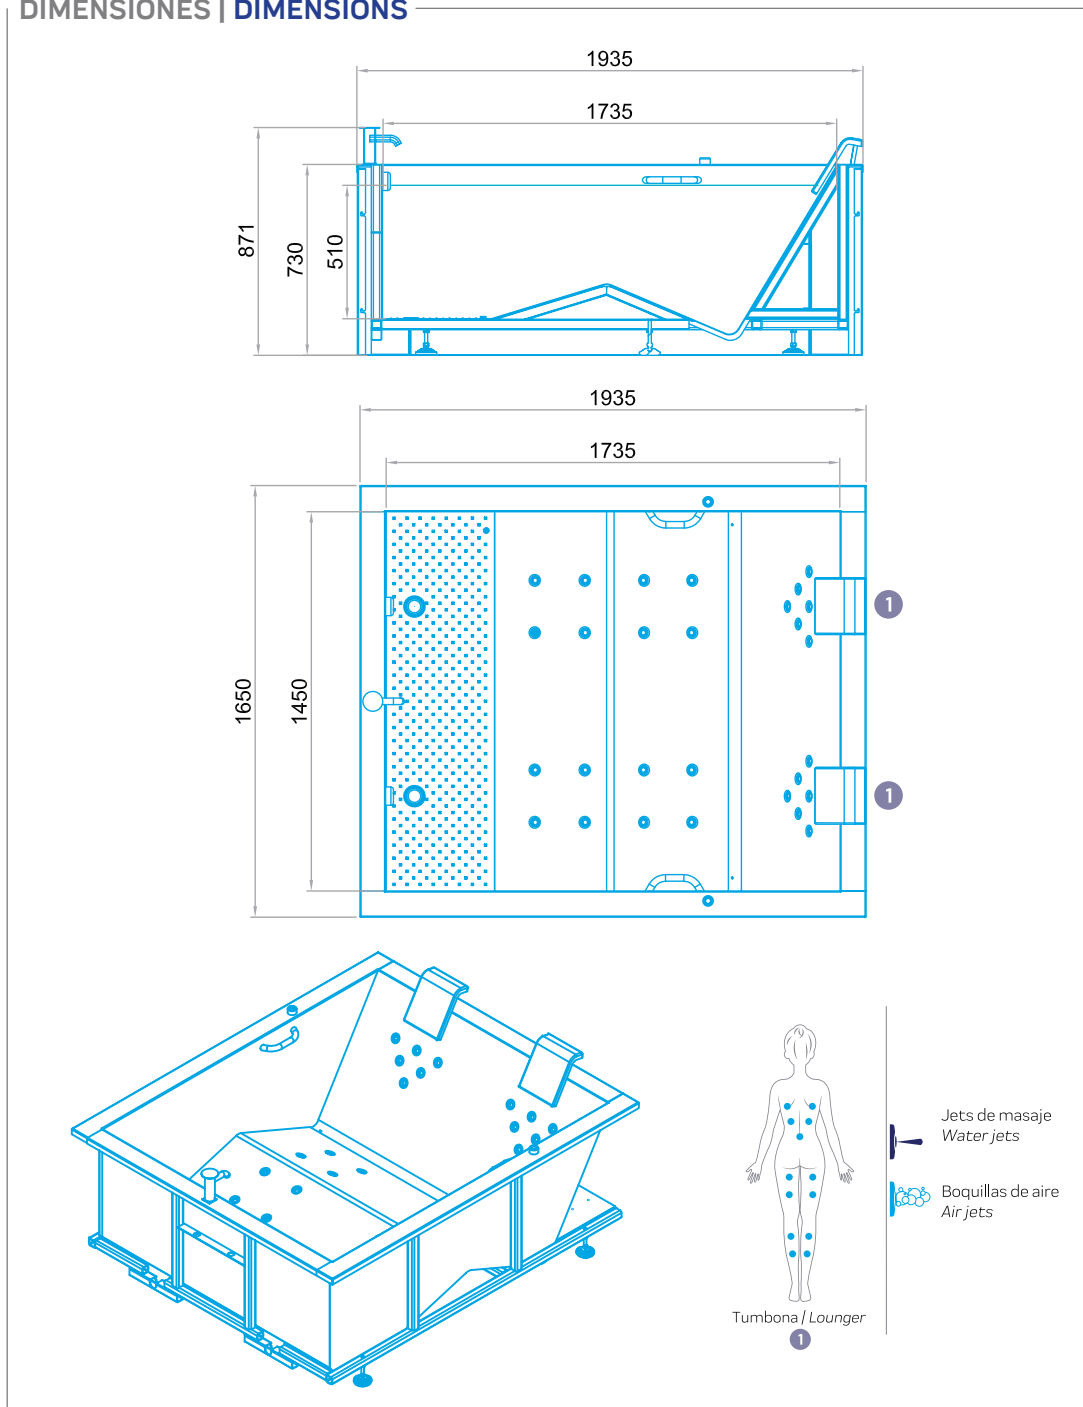 DIMENSIONES | DIMENSIONS
1935
1735
871
730
510
1935
1735
1650
1450
1
1
Jets de masaje
Water jets
Boquillas de aire
Air jets
Tumbona / Lounger
1